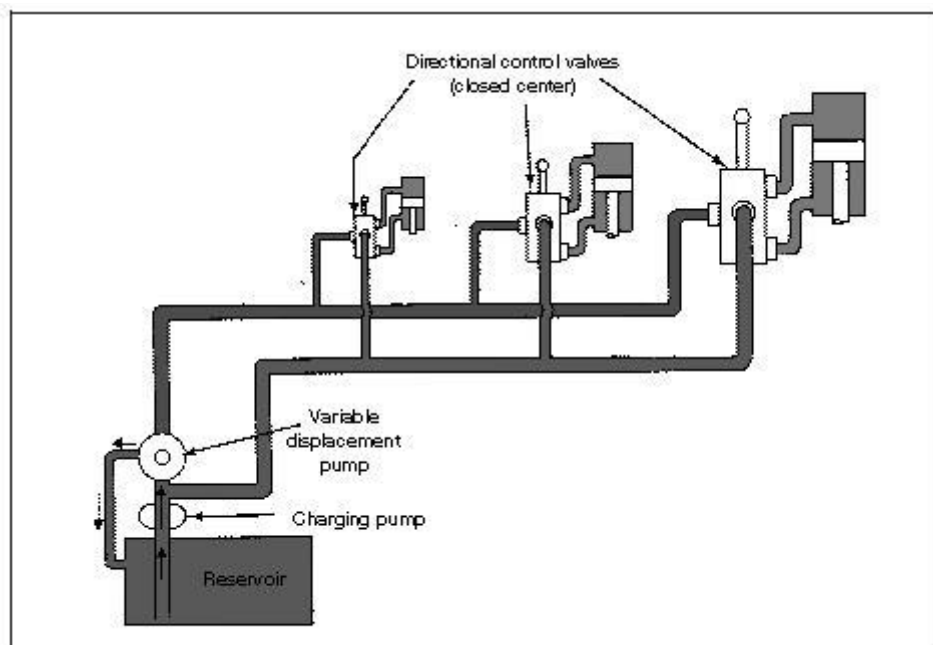 Directional control valves
(closed center)
Variable
displacement
pump
Charging pump
Reservoir